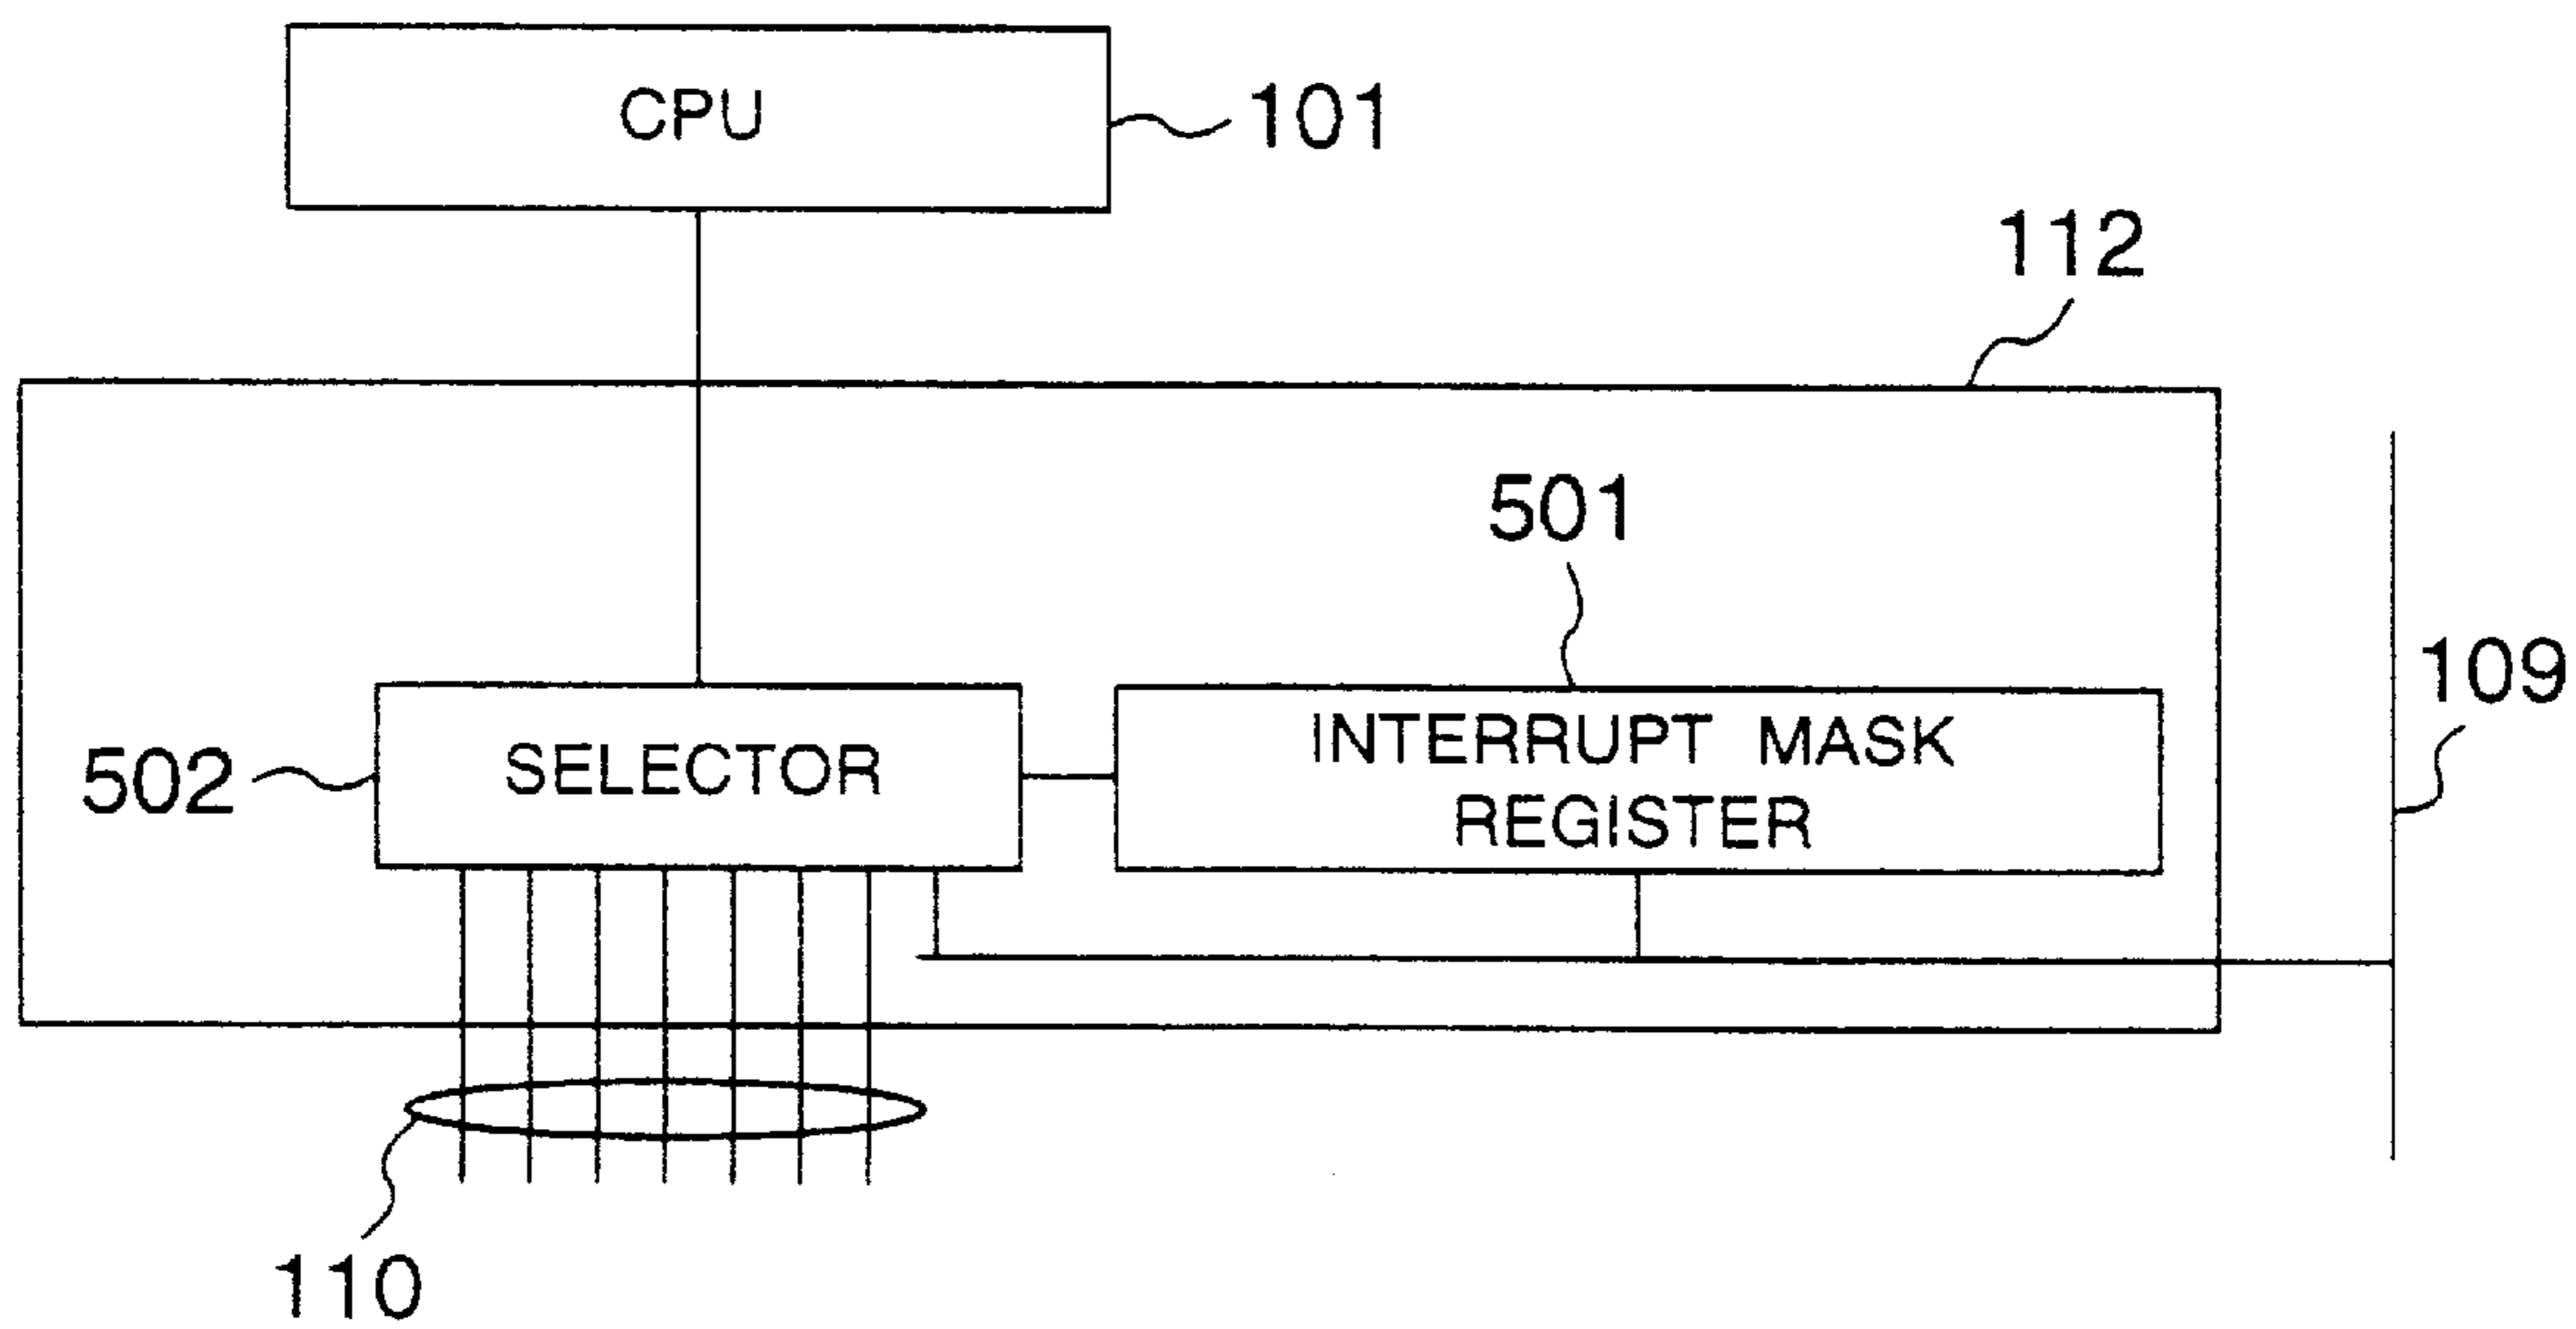 CPU
101
112
501
109
502
SELECTOR
INTERRUPT MASK
REGISTER
110